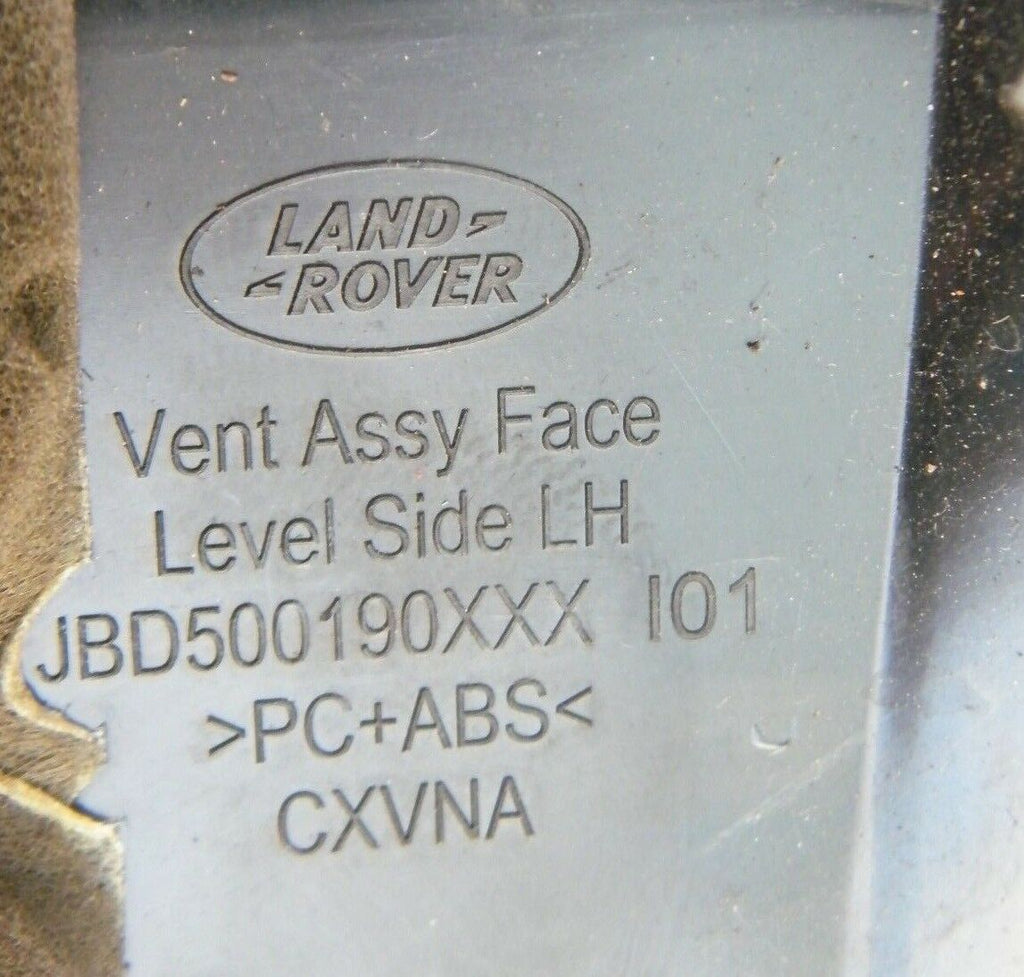 LAND
ROVER
Vent Assy Face
Level Side LH
JBD500190XXX I01
>PC+ABS<
CXVNA